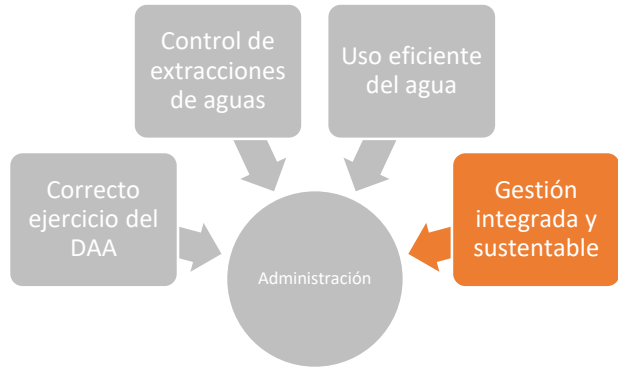 Control de
extracciones
de aguas
Uso eficiente
del agua
Correcto
ejercicio del
DAA
Gestión
integrada y
sustentable
Administración